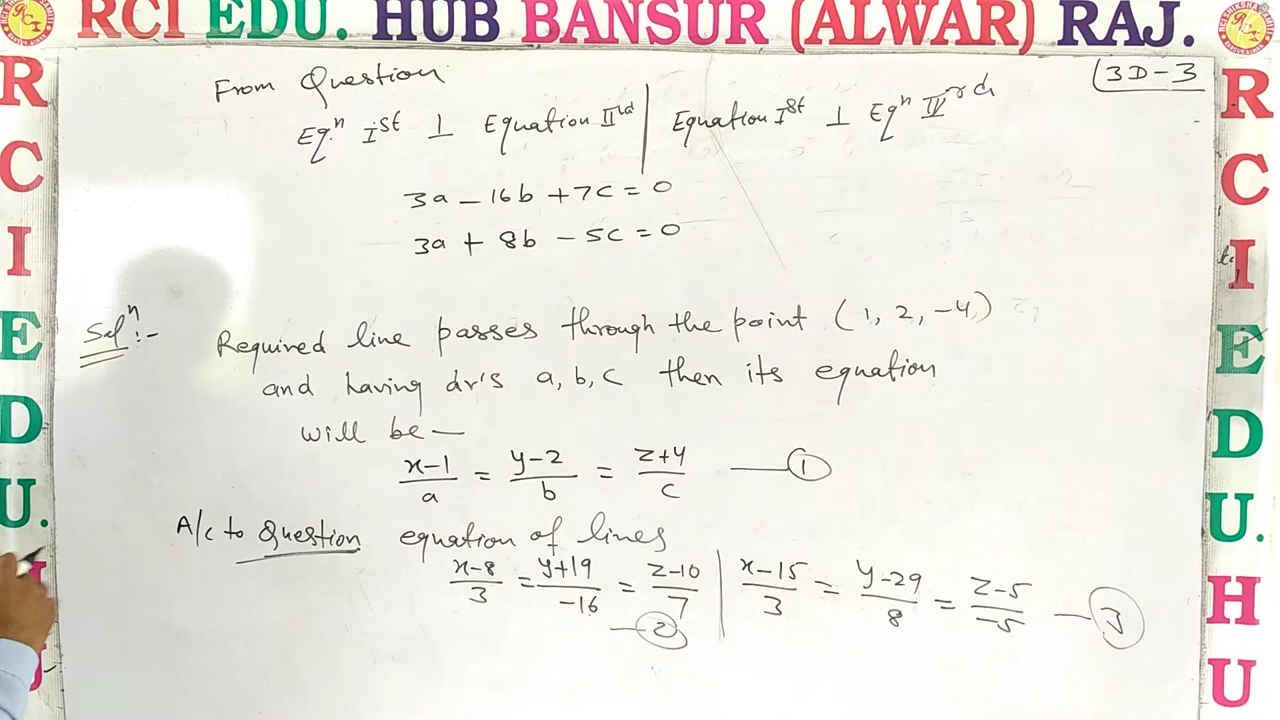 RCI EDU. HUB BANSUR (ALWAR) RAJ.
3D-3
From Question
Eq.ⁿ Iˢᵗ ⊥ Equation IIⁿᵈ | Equation Iˢᵗ ⊥ Eqⁿ IIIʳᵈ
3a - 16b + 7c = 0
3a + 8b - 5c = 0
Solⁿ:- Required line passes through the point (1, 2, -4)
and having dr's a, b, c then its equation
will be —
x-1/a = y-2/b = z+4/c — ①
A/c to Question equation of lines
x-8/3 = y+19/-16 = z-10/7 — ② | x-15/3 = y-29/8 = z-5/-5 — ③
R
C
I
E
D
U.
R
C
I
E
D
U.
H
U